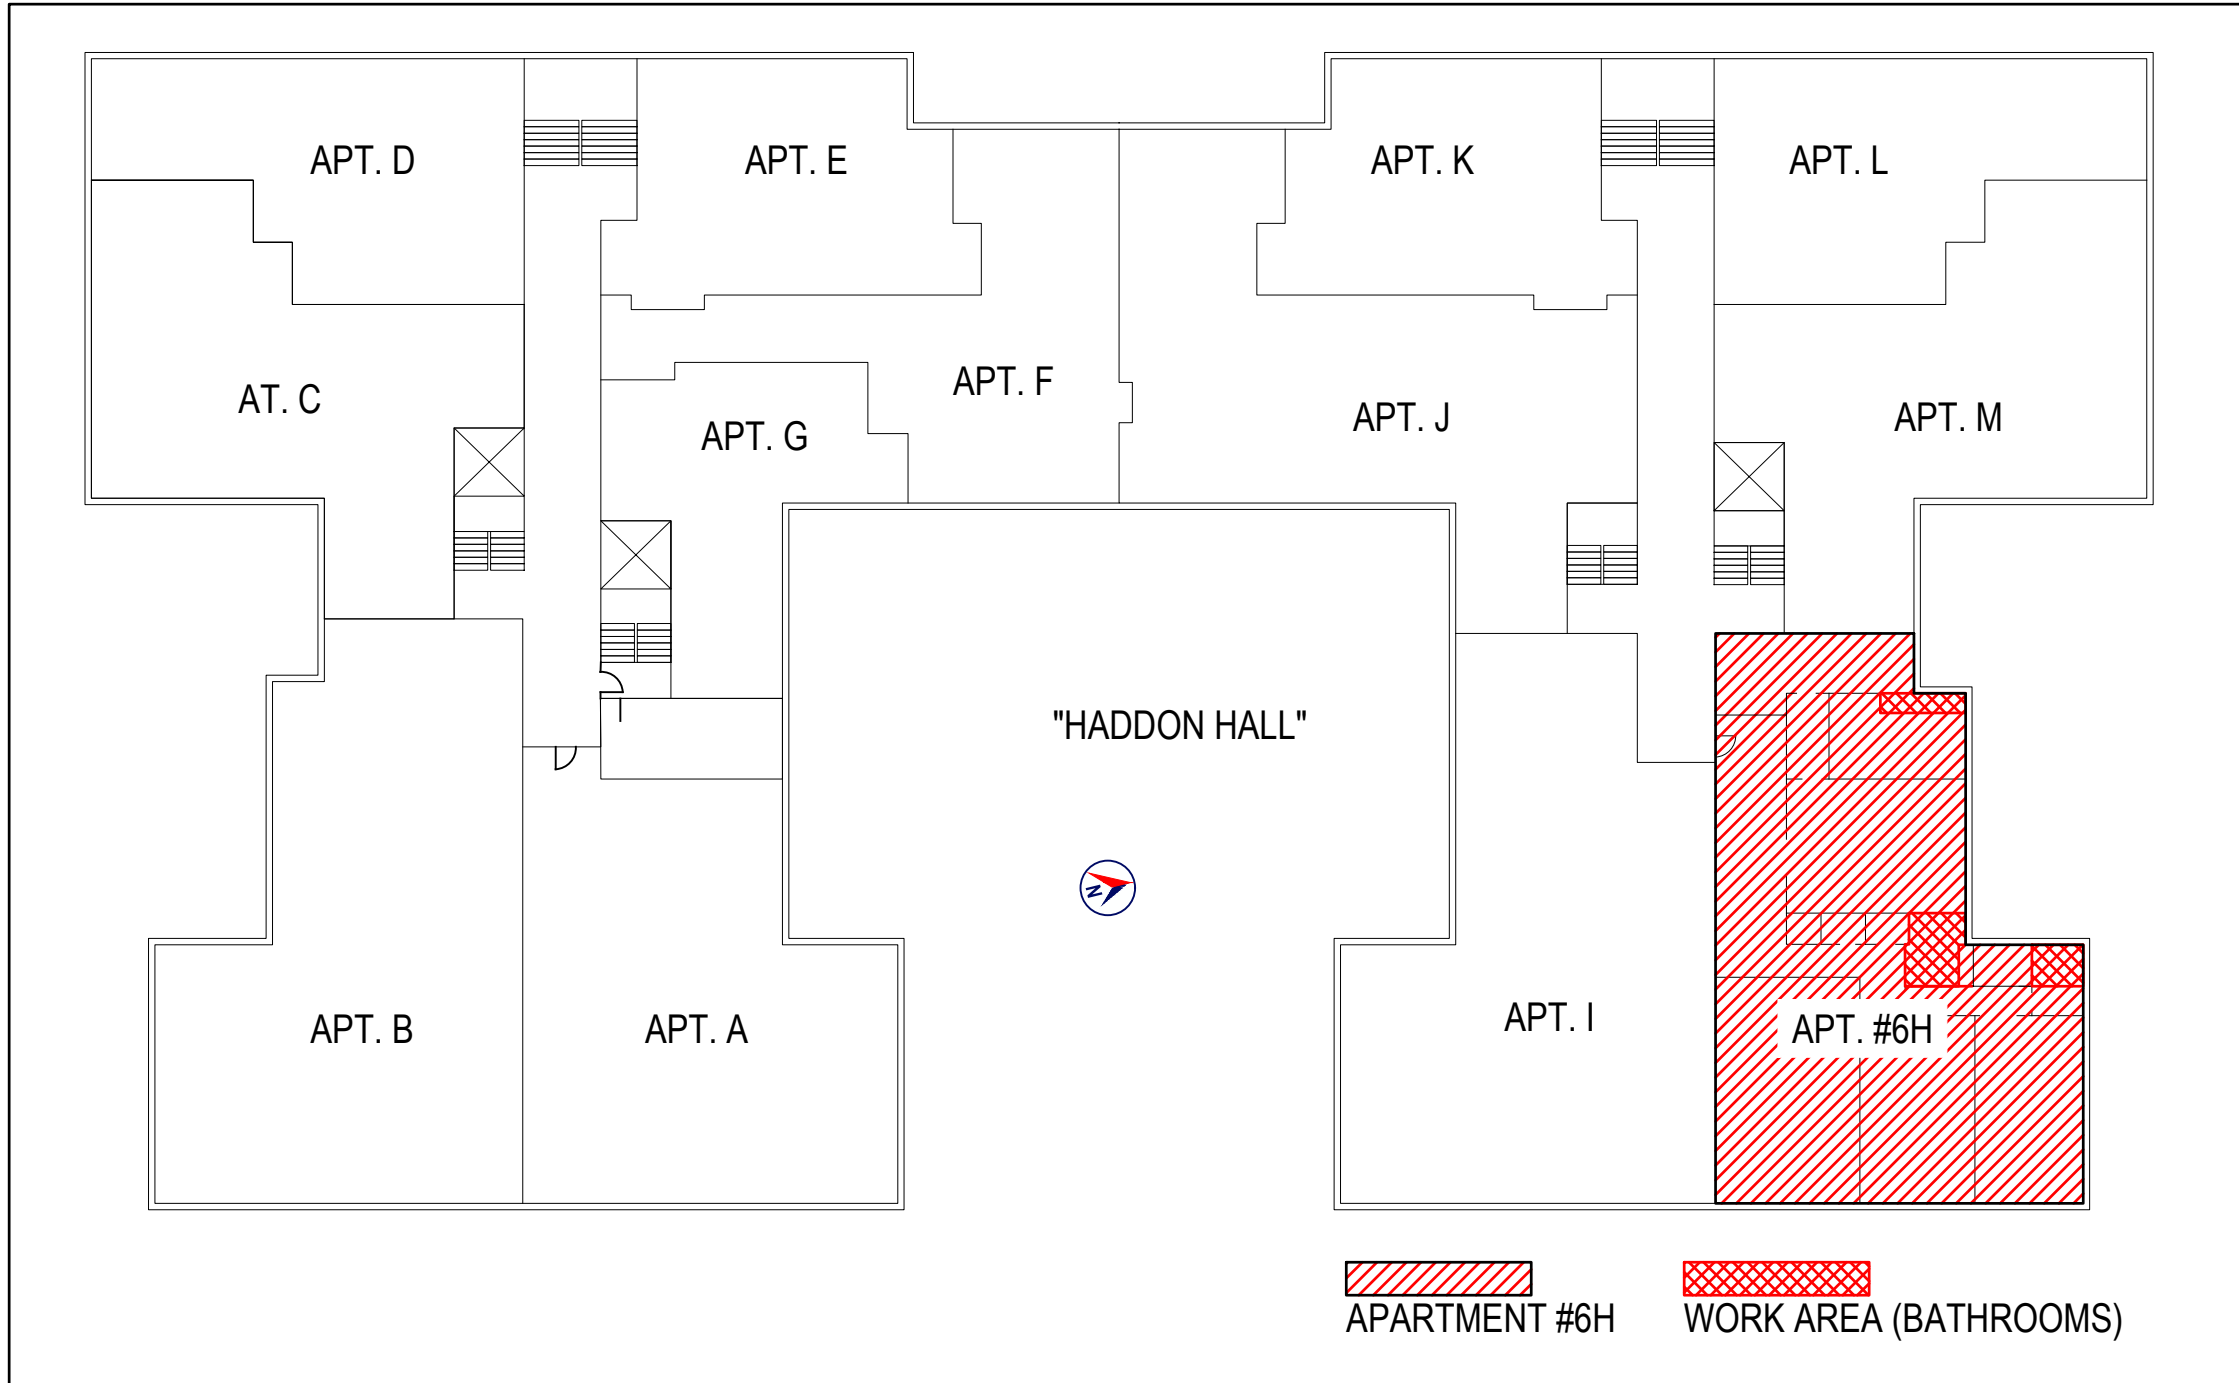 APT. D
APT. E
APT. K
APT. L
AT. C
APT. G
APT. F
APT. J
APT. M
"HADDON HALL"
N
APT. B
APT. A
APT. I
APT. #6H
APARTMENT #6H
WORK AREA (BATHROOMS)